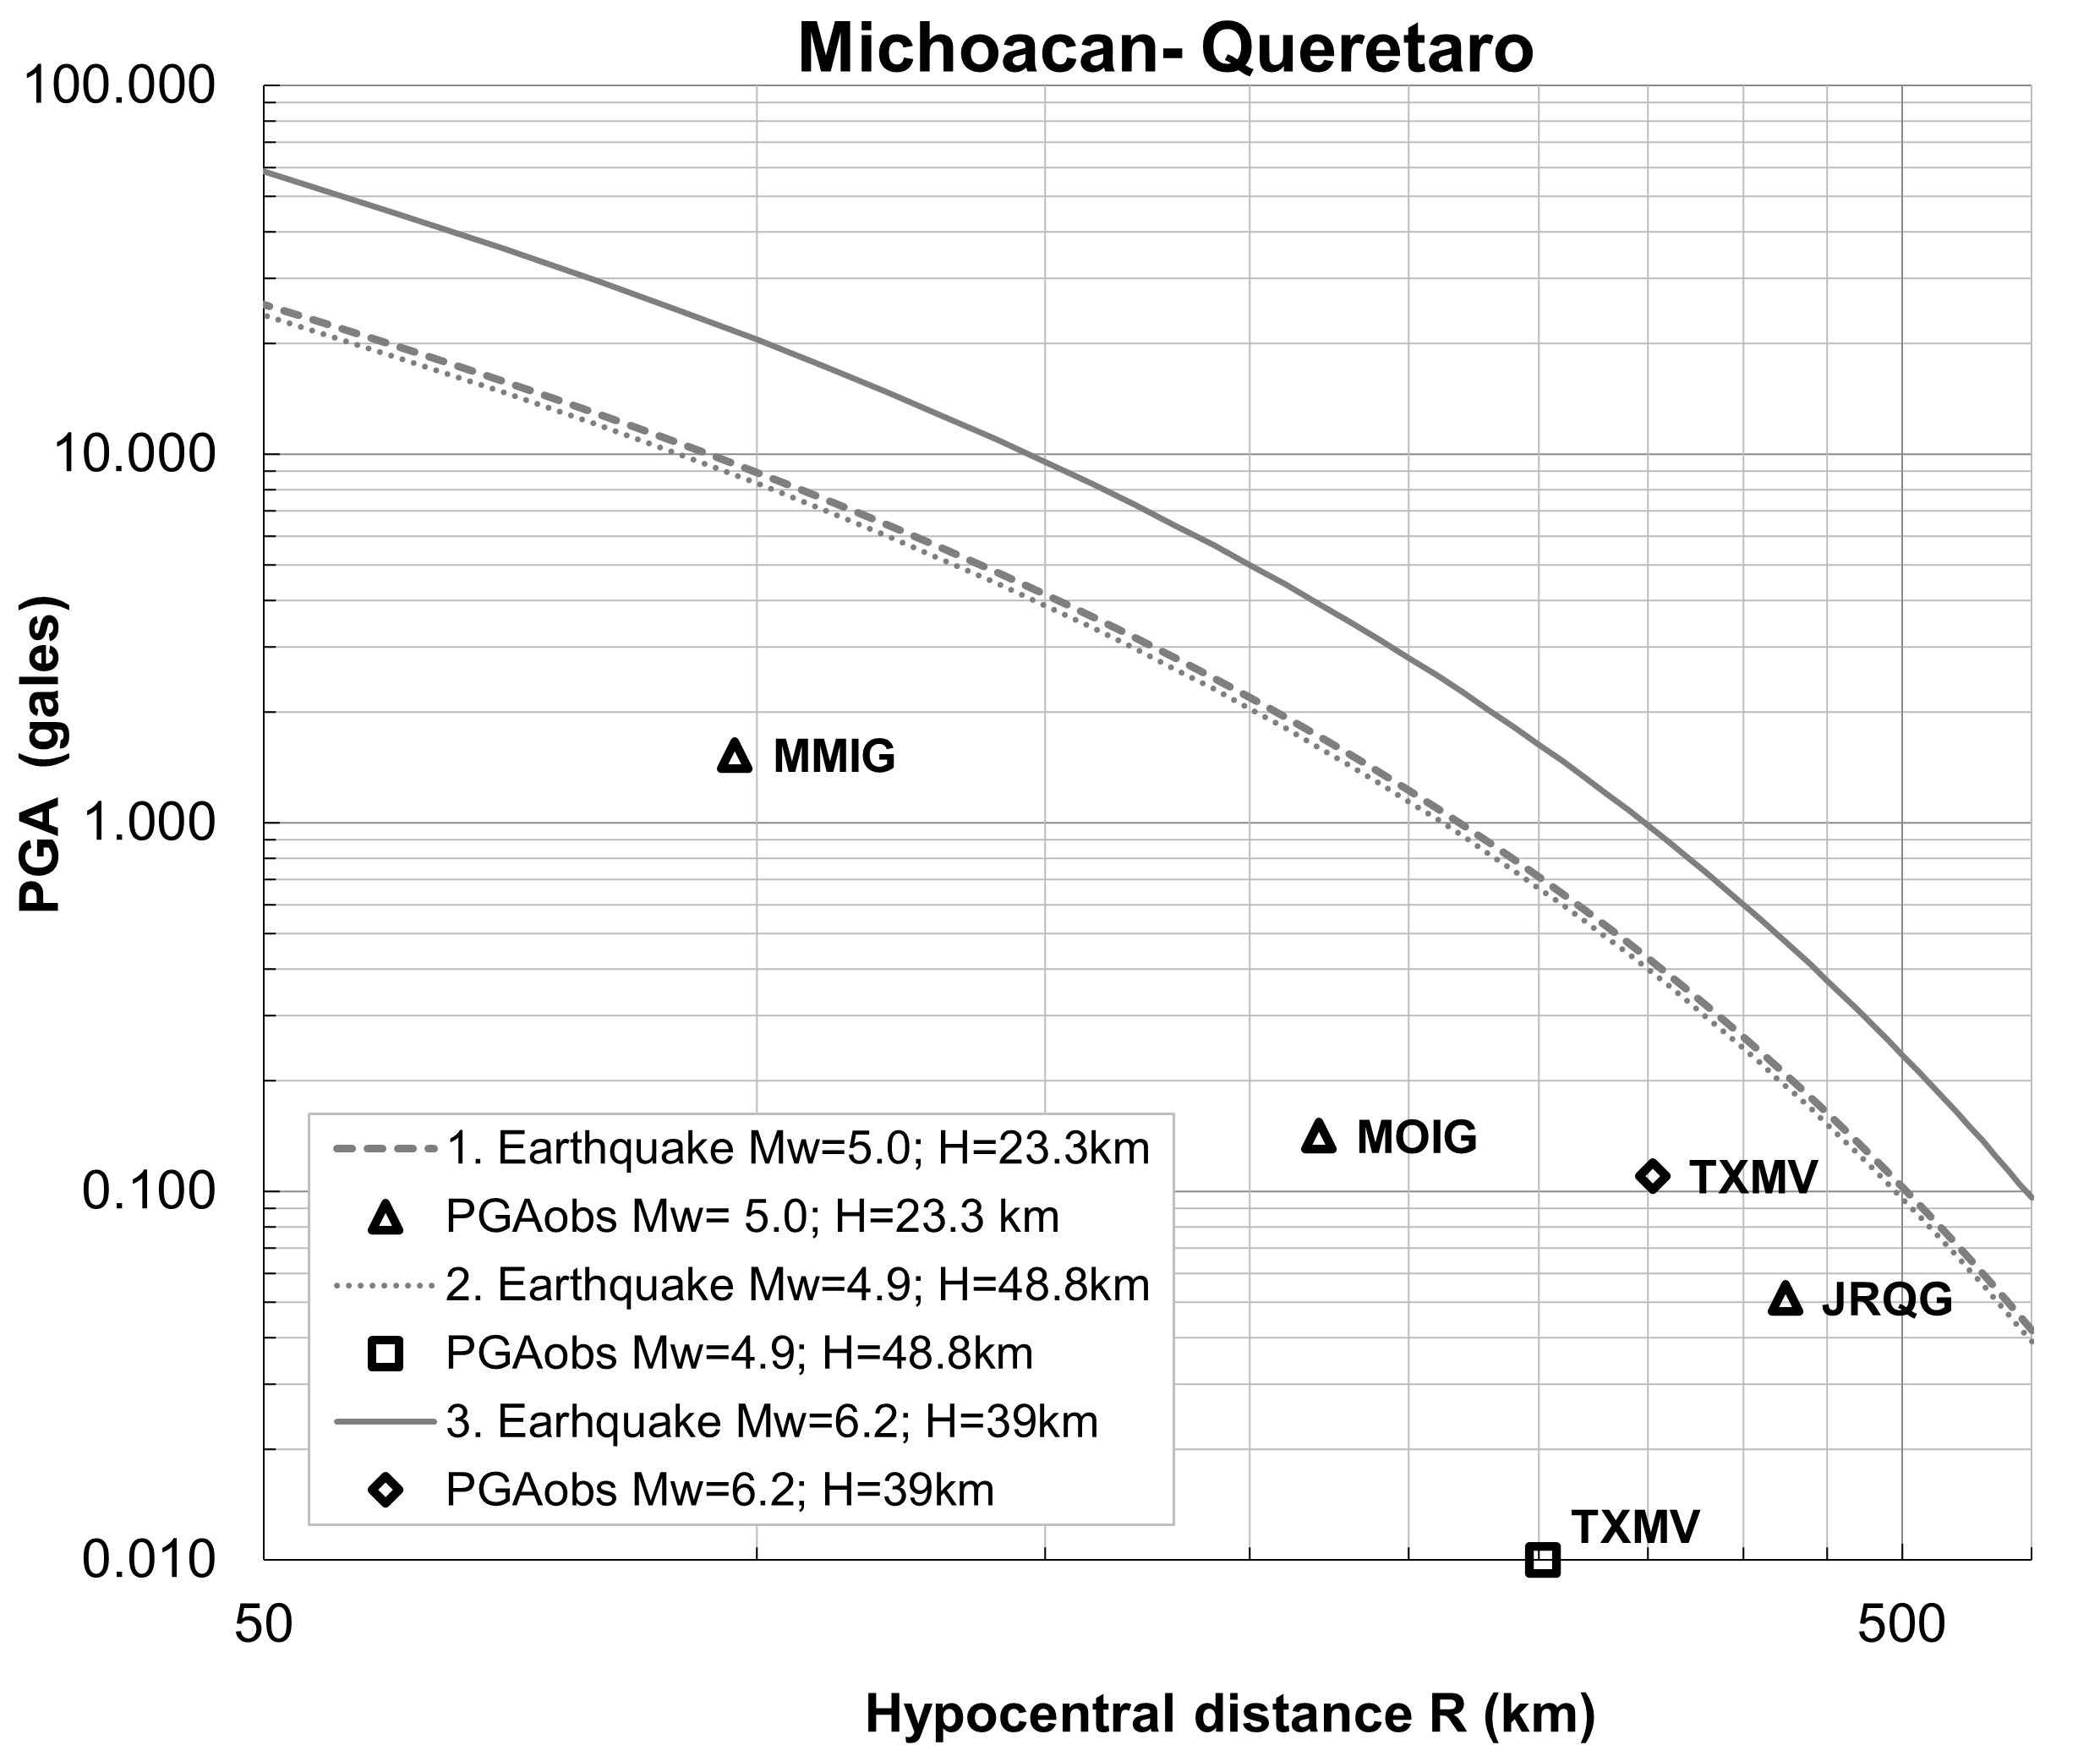 Michoacan- Queretaro
100.000
10.000
1.000
0.100
0.010
PGA (gales)
MMIG
MOIG
TXMV
JRQG
TXMV
1. Earthquake Mw=5.0; H=23.3km
PGAobs Mw= 5.0; H=23.3 km
2. Earthquake Mw=4.9; H=48.8km
PGAobs Mw=4.9; H=48.8km
3. Earhquake Mw=6.2; H=39km
PGAobs Mw=6.2; H=39km
50
500
Hypocentral distance R (km)